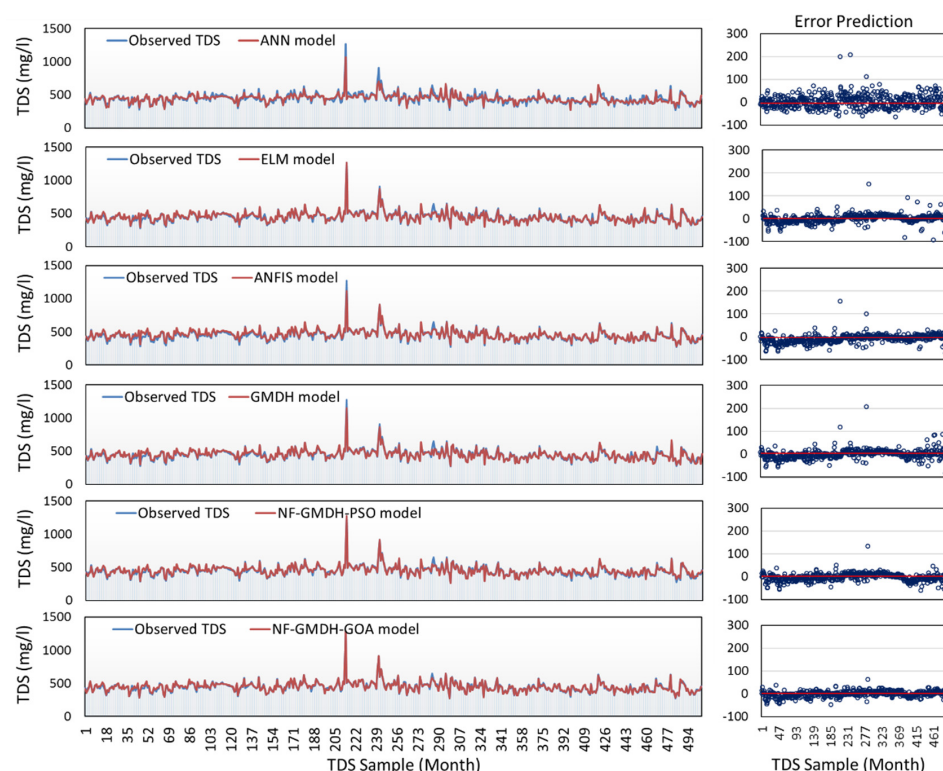 Error Prediction
1500
1000
500
0
TDS (mg/l)
Observed TDS
ANN model
300
200
100
0
-100
1500
1000
500
0
TDS (mg/l)
Observed TDS
ELM model
300
200
100
0
-100
1500
1000
500
0
TDS (mg/l)
Observed TDS
ANFIS model
300
200
100
0
-100
1500
1000
500
0
TDS (mg/l)
Observed TDS
GMDH model
300
200
100
0
-100
1500
1000
500
0
TDS (mg/l)
Observed TDS
NF-GMDH-PSO model
300
200
100
0
-100
1500
1000
500
0
TDS (mg/l)
Observed TDS
NF-GMDH-GOA model
300
200
100
0
-100
1 18 35 52 69 86 103 120 137 154 171 188 205 222 239 256 273 290 307 324 341 358 375 392 409 426 443 460 477 494
1 47 93 139 185 231 277 323 369 415 461
TDS Sample (Month)
TDS Sample (Month)